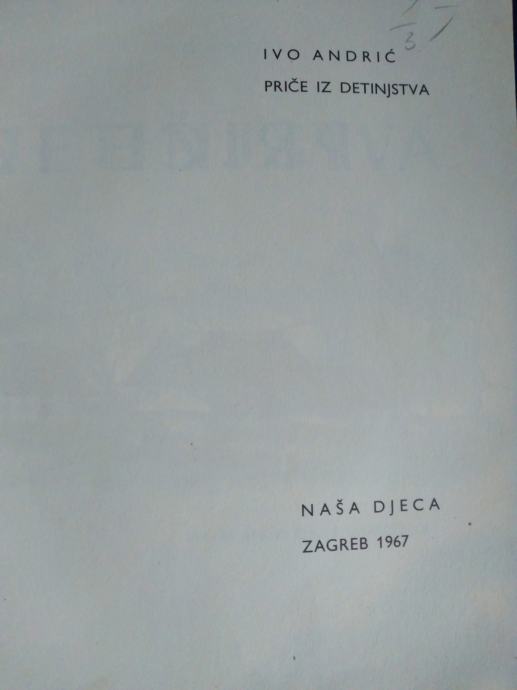 IVO ANDRIĆ
PRIČE IZ DETINJSTVA
NAŠA DJECA
ZAGREB 1967